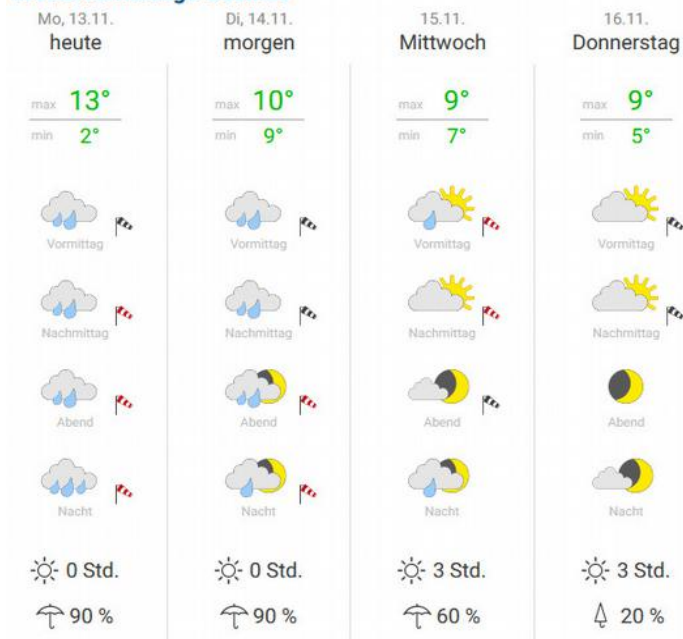 Mo, 13.11. Di, 14.11. 15.11. 16.11.
heute morgen Mittwoch Donnerstag
max 13° max 10° max 9° max 9°
min 2° min 9° min 7° min 5°
Vormittag Vormittag Vormittag Vormittag
Nachmittag Nachmittag Nachmittag Nachmittag
Abend Abend Abend Abend
Nacht Nacht Nacht Nacht
0 Std. 0 Std. 3 Std. 3 Std.
90 % 90 % 60 % 20 %